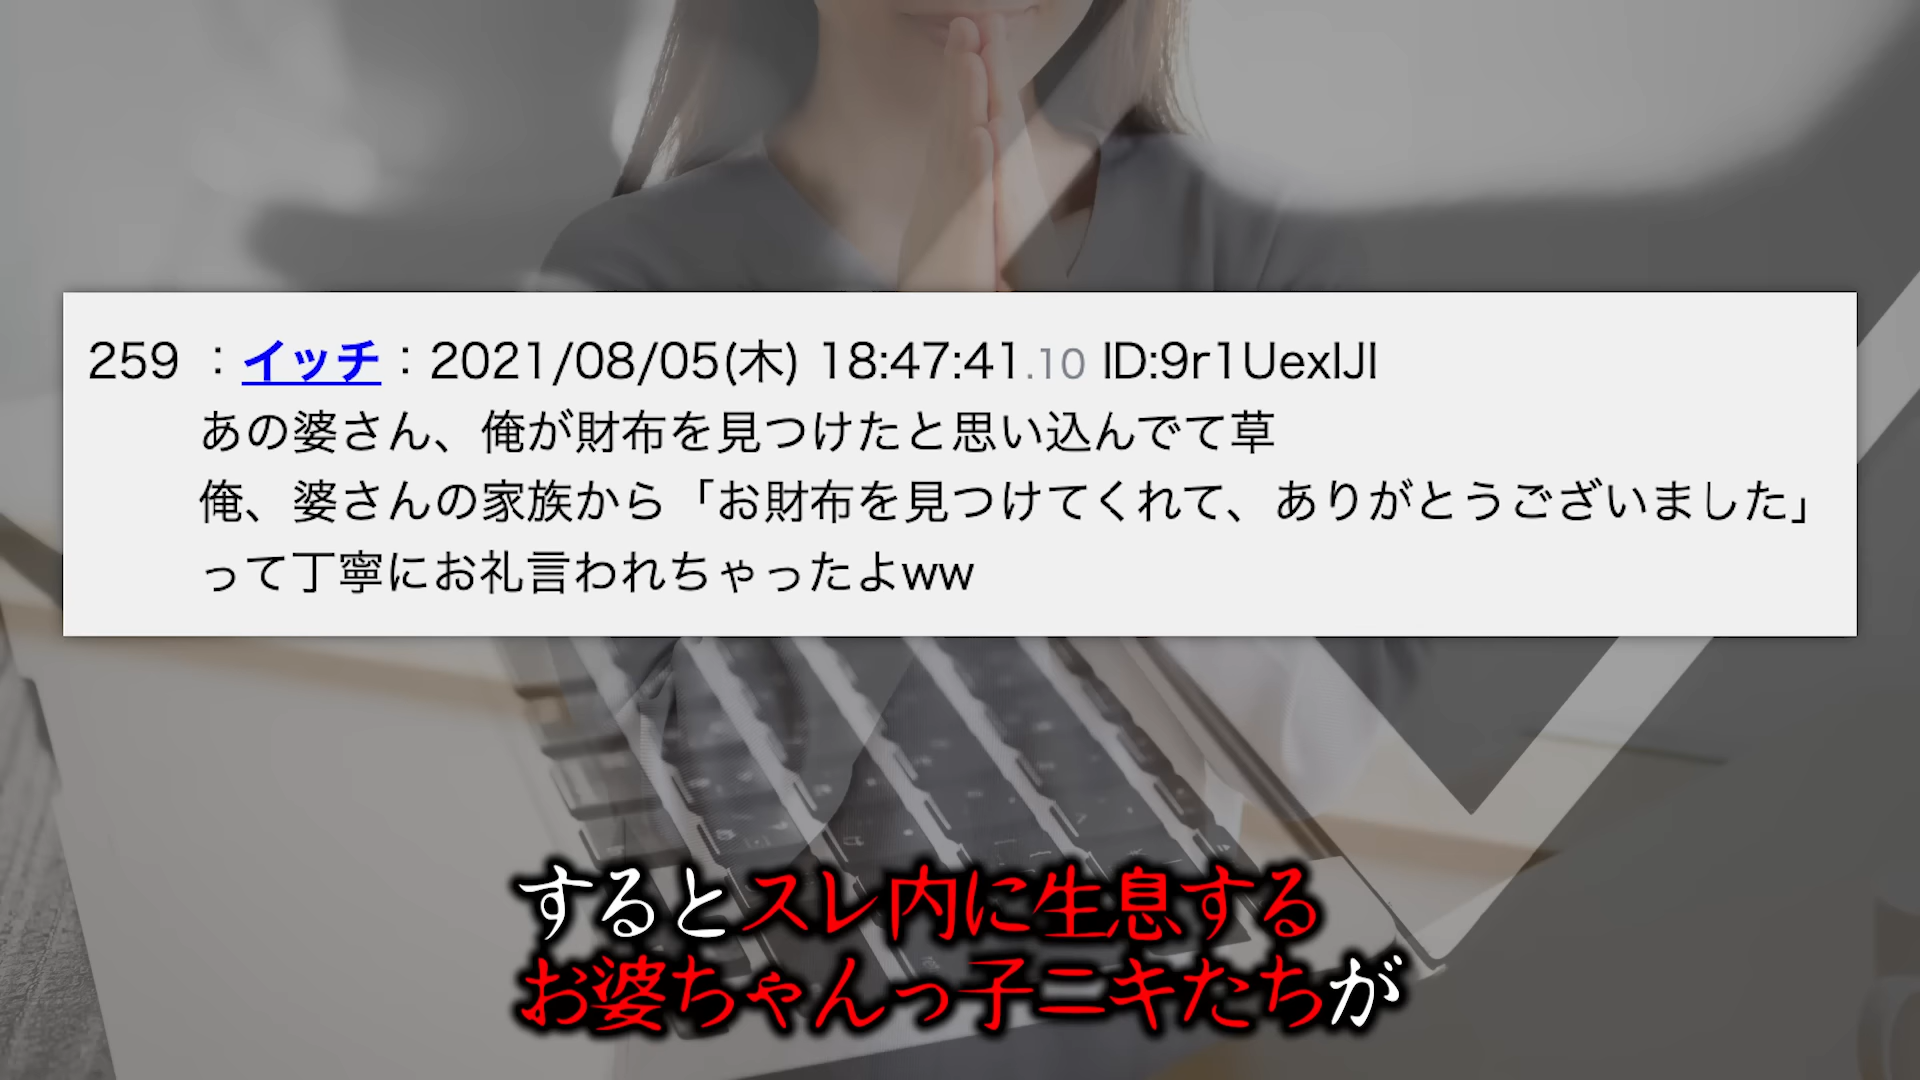 259 ：イッチ：2021/08/05(木) 18:47:41.10 ID:9r1UexIJI
あの婆さん、俺が財布を見つけたと思い込んでて草
俺、婆さんの家族から「お財布を見つけてくれて、ありがとうございました」
って丁寧にお礼言われちゃったよww
するとスレ内に生息する
お婆ちゃんっ子ニキたちが